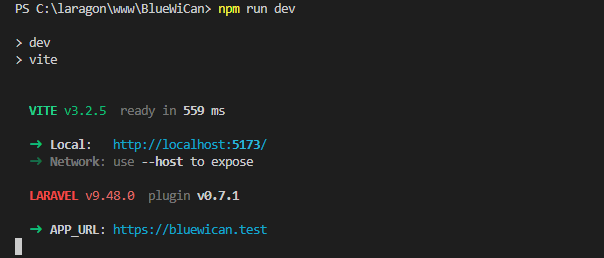 PS C:\laragon\www\BlueWiCan> npm run dev
> dev
> vite
VITE v3.2.5 ready in 559 ms
➜ Local: http://localhost:5173/
➜ Network: use --host to expose
LARAVEL v9.48.0 plugin v0.7.1
➜ APP_URL: https://bluewican.test